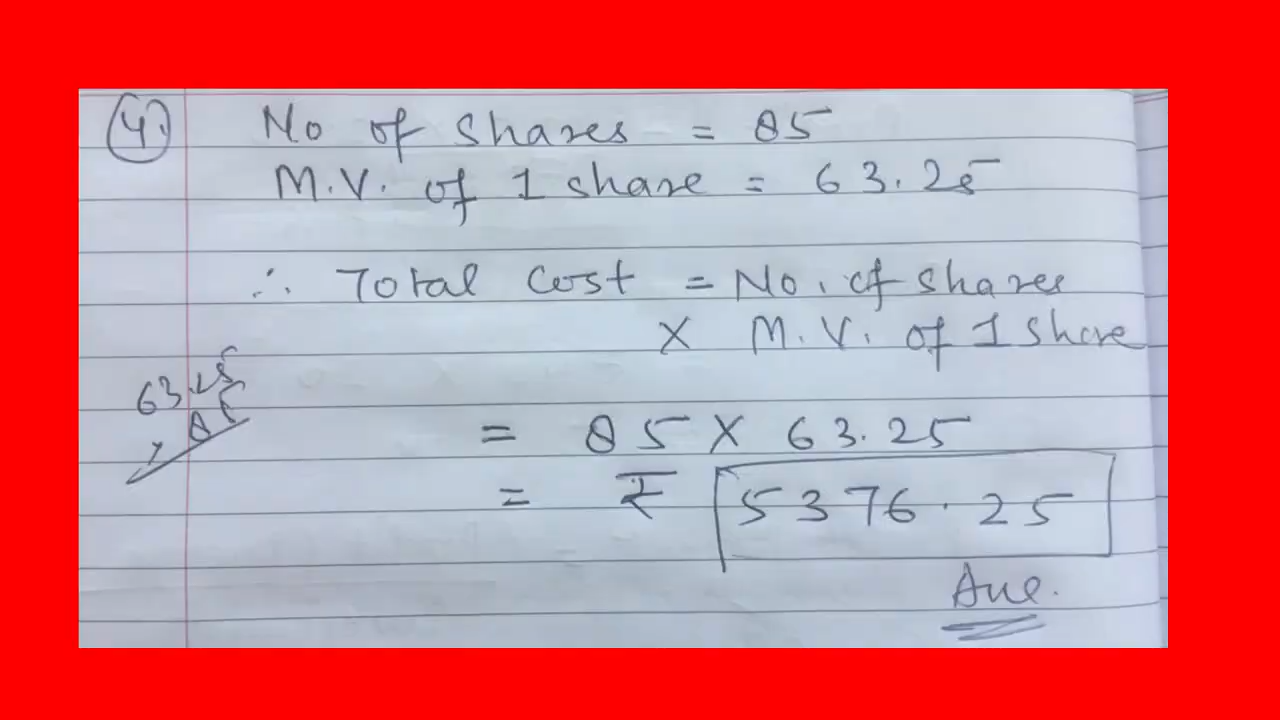 4.
No of shares = 85
M.V. of 1 share = 63.25
∴ Total cost = No. of shares
X M.V. of 1 share
63.25
x 85
= 85 X 63.25
= ₹ 5376.25
Ans.